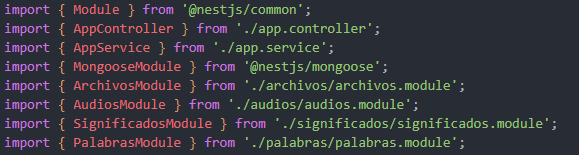 import { Module } from '@nestjs/common';
import { AppController } from './app.controller';
import { AppService } from './app.service';
import { MongooseModule } from '@nestjs/mongoose';
import { ArchivosModule } from './archivos/archivos.module';
import { AudiosModule } from './audios/audios.module';
import { SignificadosModule } from './significados/significados.module';
import { PalabrasModule } from './palabras/palabras.module';